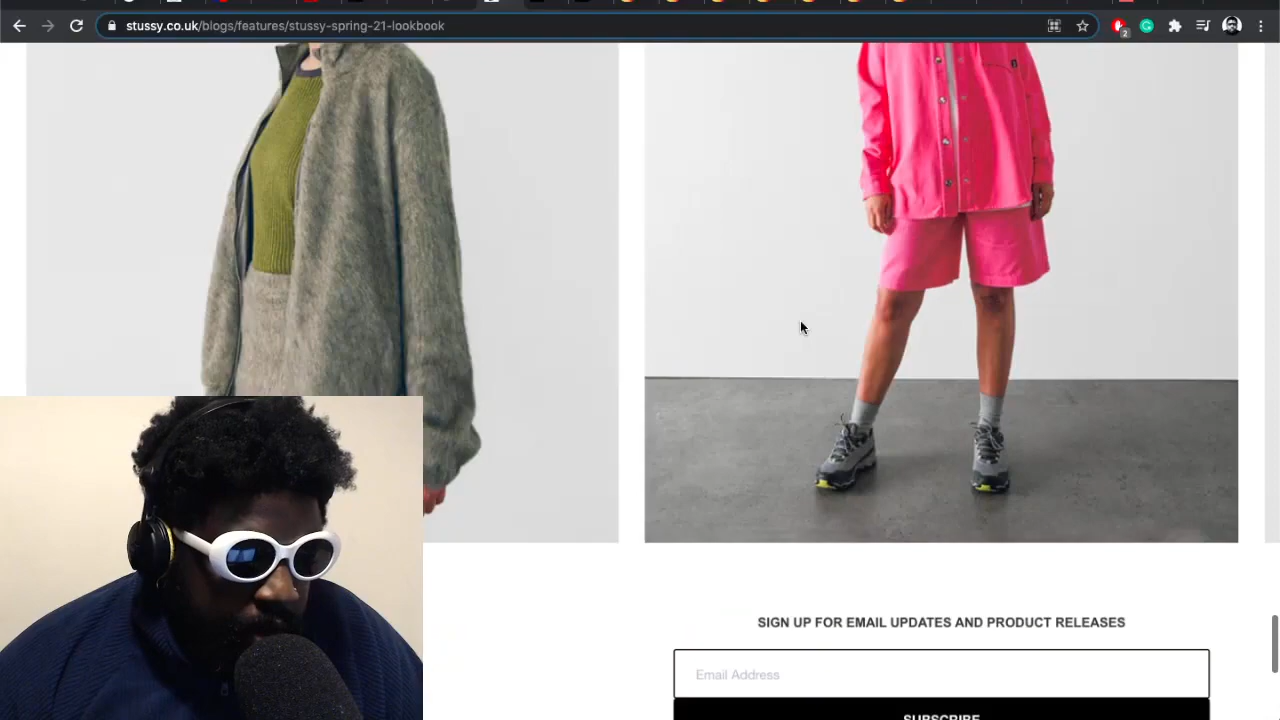 stussy.co.uk/blogs/features/stussy-spring-21-lookbook
2
SIGN UP FOR EMAIL UPDATES AND PRODUCT RELEASES
Email Address
SUBSCRIBE